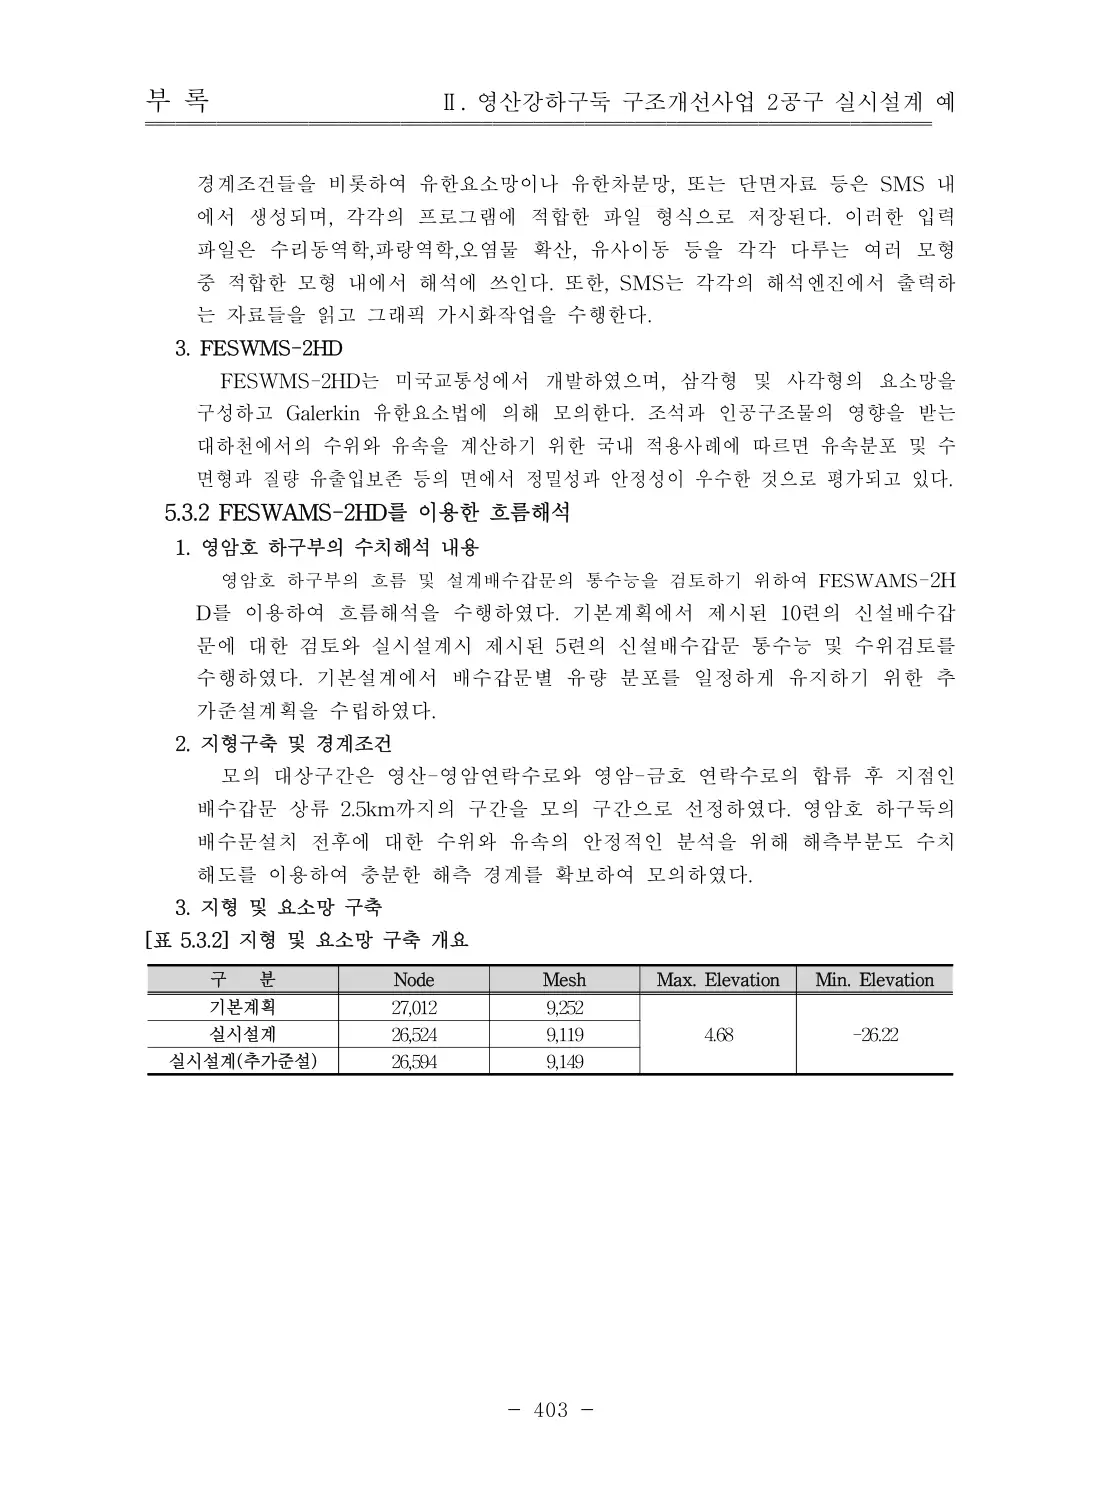 부 록
Ⅱ. 영산강하구둑 구조개선사업 2공구 실시설계 예
경계조건들을 비롯하여 유한요소망이나 유한차분망, 또는 단면자료 등은 SMS 내
에서 생성되며, 각각의 프로그램에 적합한 파일 형식으로 저장된다. 이러한 입력
파일은 수리동역학,파랑역학,오염물 확산, 유사이동 등을 각각 다루는 여러 모형
중 적합한 모형 내에서 해석에 쓰인다. 또한, SMS는 각각의 해석엔진에서 출력하
는 자료들을 읽고 그래픽 가시화작업을 수행한다.
3. FESWMS-2HD
FESWMS-2HD는 미국교통성에서 개발하였으며, 삼각형 및 사각형의 요소망을
구성하고 Galerkin 유한요소법에 의해 모의한다. 조석과 인공구조물의 영향을 받는
대하천에서의 수위와 유속을 계산하기 위한 국내 적용사례에 따르면 유속분포 및 수
면형과 질량 유출입보존 등의 면에서 정밀성과 안정성이 우수한 것으로 평가되고 있다.
5.3.2 FESWAMS-2HD를 이용한 흐름해석
1. 영암호 하구부의 수치해석 내용
영암호 하구부의 흐름 및 설계배수갑문의 통수능을 검토하기 위하여 FESWAMS-2H
D를 이용하여 흐름해석을 수행하였다. 기본계획에서 제시된 10련의 신설배수갑
문에 대한 검토와 실시설계시 제시된 5련의 신설배수갑문 통수능 및 수위검토를
수행하였다. 기본설계에서 배수갑문별 유량 분포를 일정하게 유지하기 위한 추
가준설계획을 수립하였다.
2. 지형구축 및 경계조건
모의 대상구간은 영산-영암연락수로와 영암-금호 연락수로의 합류 후 지점인
배수갑문 상류 2.5km까지의 구간을 모의 구간으로 선정하였다. 영암호 하구둑의
배수문설치 전후에 대한 수위와 유속의 안정적인 분석을 위해 해측부분도 수치
해도를 이용하여 충분한 해측 경계를 확보하여 모의하였다.
3. 지형 및 요소망 구축
[표 5.3.2] 지형 및 요소망 구축 개요
구 분 Node Mesh Max. Elevation Min. Elevation
기본계획 27,012 9,252
실시설계 26,524 9,119 4.68 -26.22
실시설계(추가준설) 26,594 9,149
- 403 -